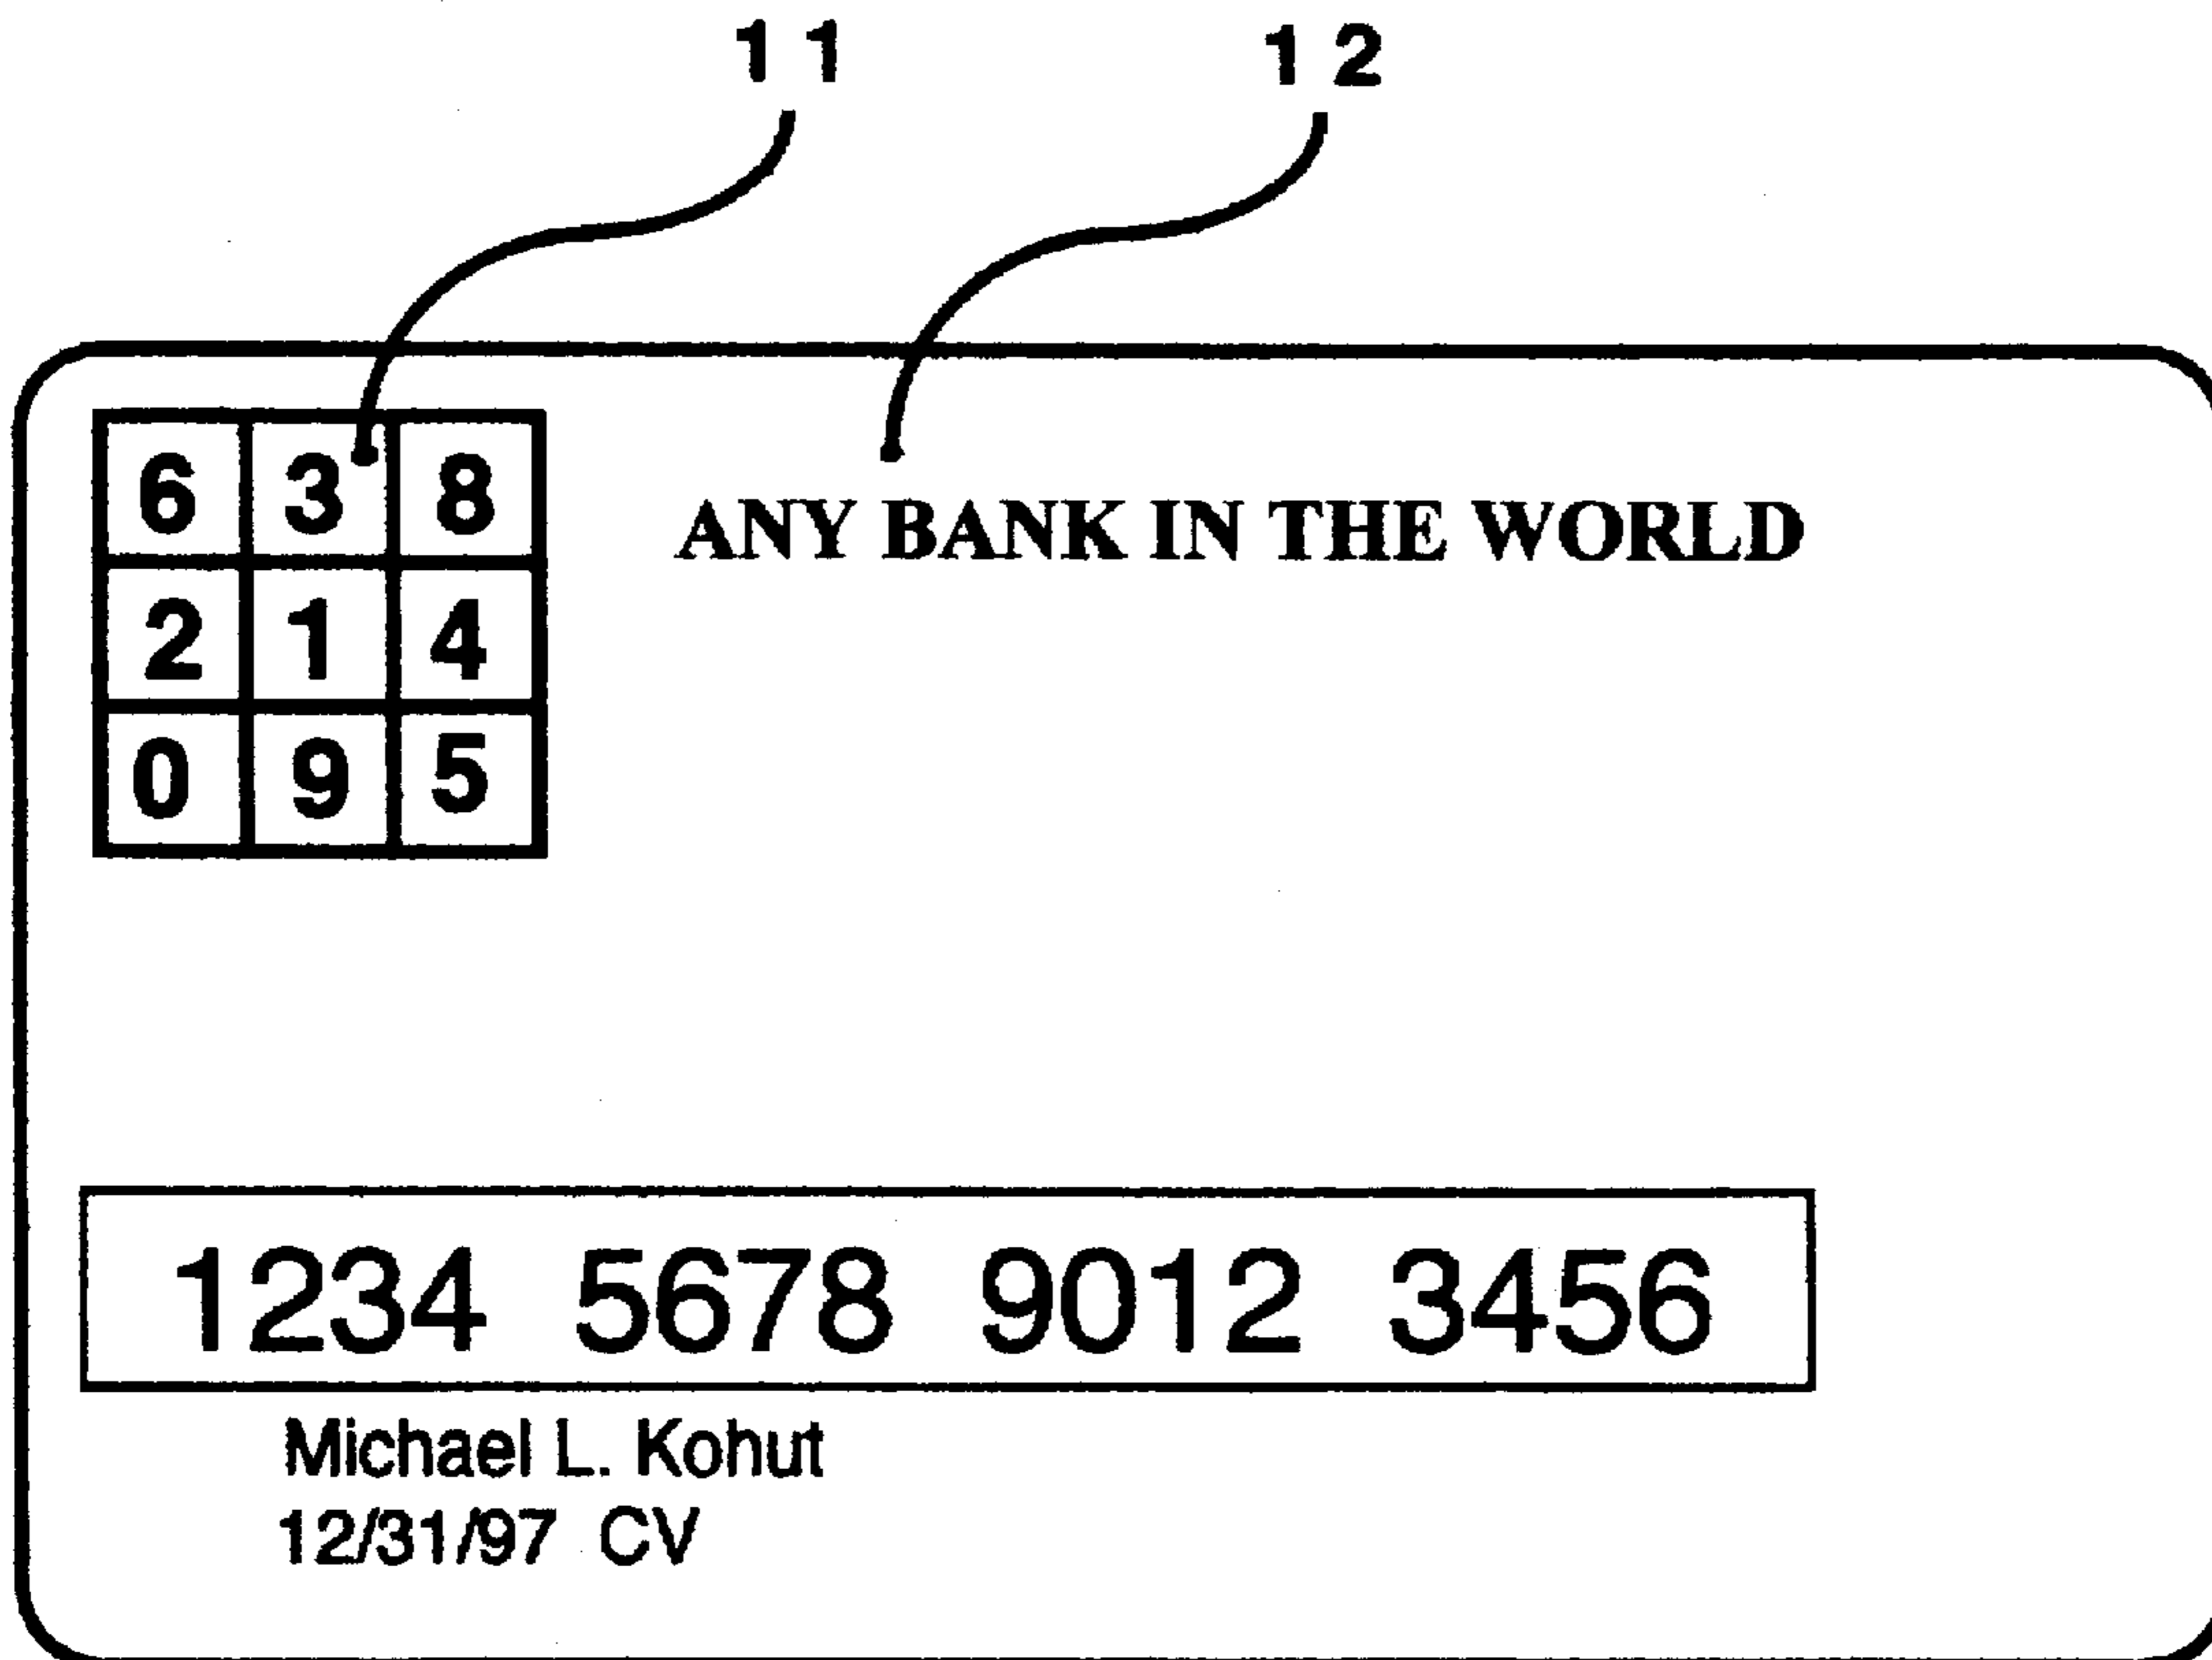 11 12
6 3 8
ANY BANK IN THE WORLD
2 1 4
0 9 5
1234 5678 9012 3456
Michael L. Kohut
12/31/97 CV